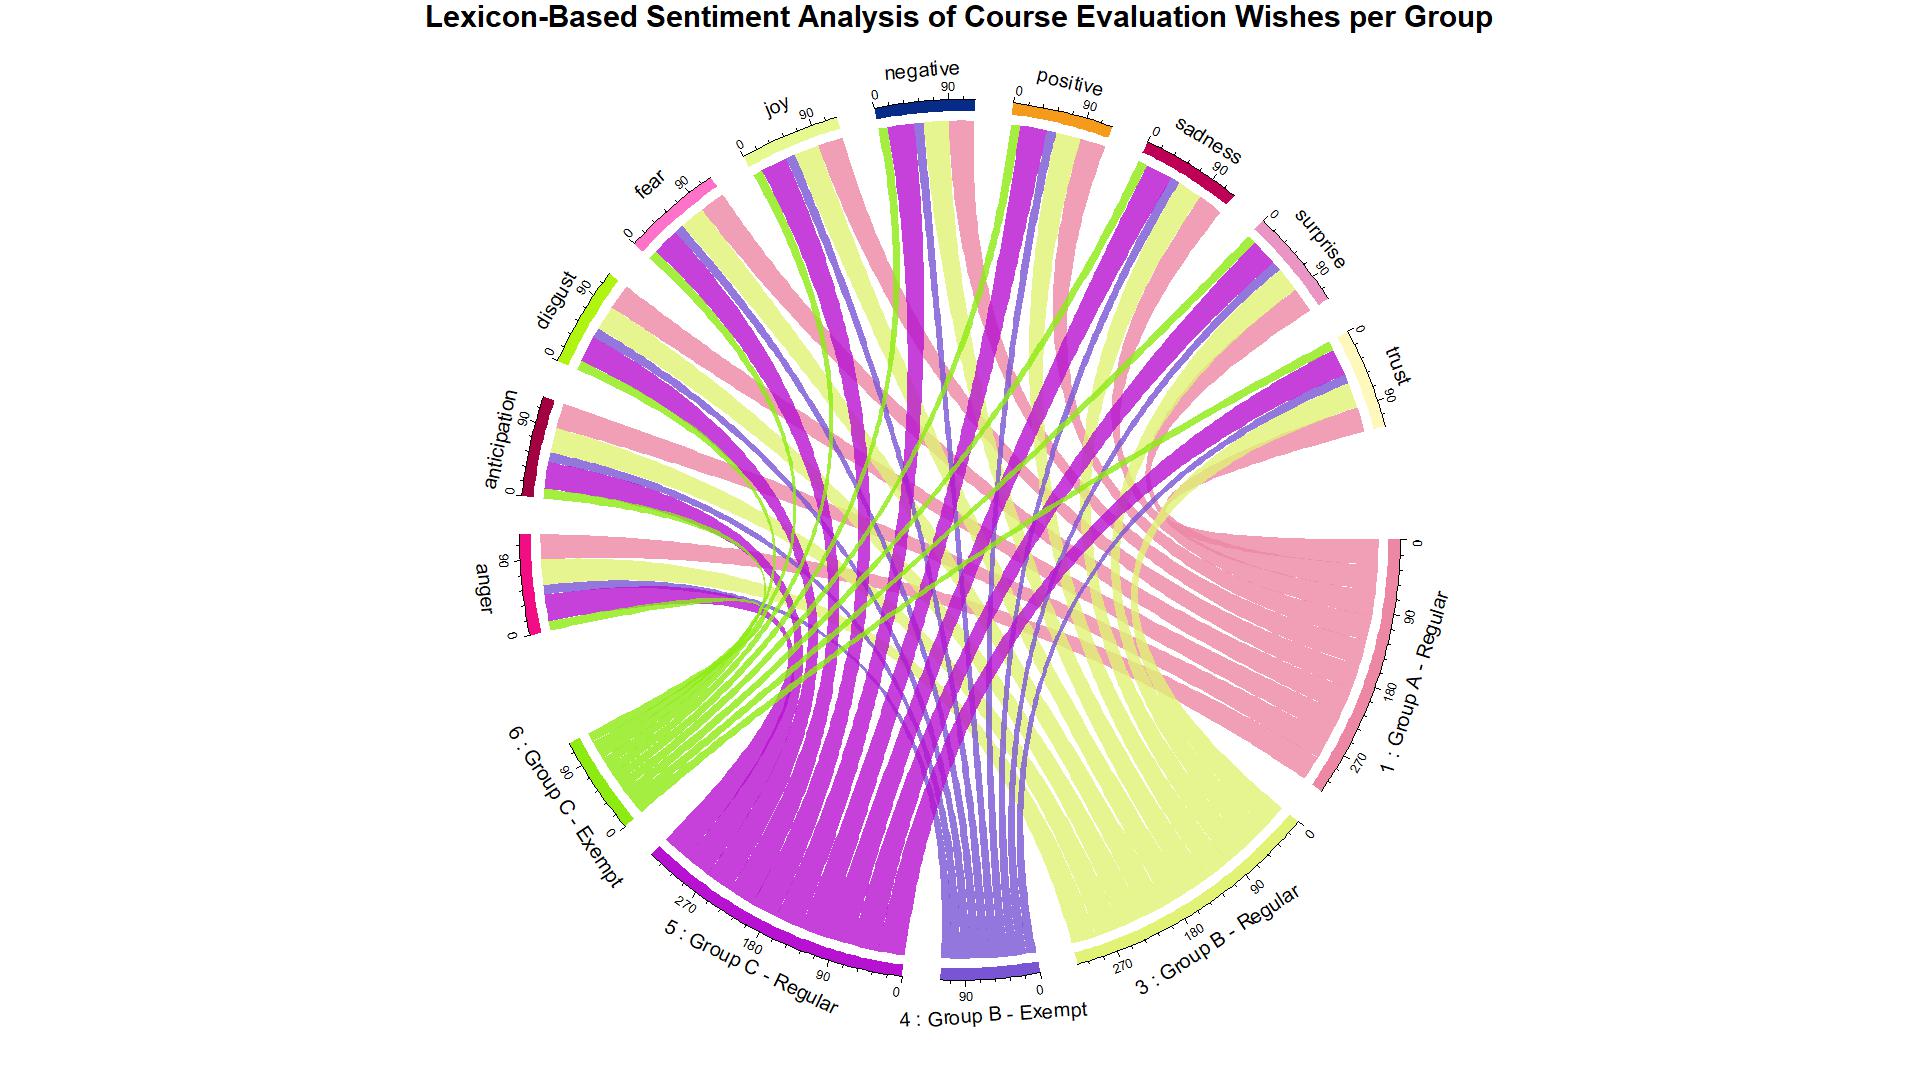 Lexicon-Based Sentiment Analysis of Course Evaluation Wishes per Group
negative
0 90
positive
0 90
joy
0 90
sadness
0 90
fear
0 90
surprise
0 90
disgust
0 90
trust
0 90
anticipation
0 90
anger
0 90
1 : Group A - Regular
0 90 180 270
3 : Group B - Regular
0 90 180 270
4 : Group B - Exempt
0 90
5 : Group C - Regular
0 90 180 270
6 : Group C - Exempt
0 90